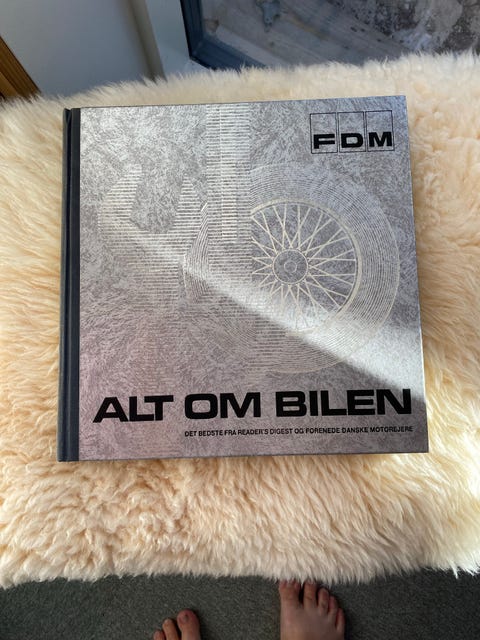 FDM
ALT OM BILEN
DET BEDSTE FRA READER'S DIGEST OG FORENEDE DANSKE MOTOREJERE